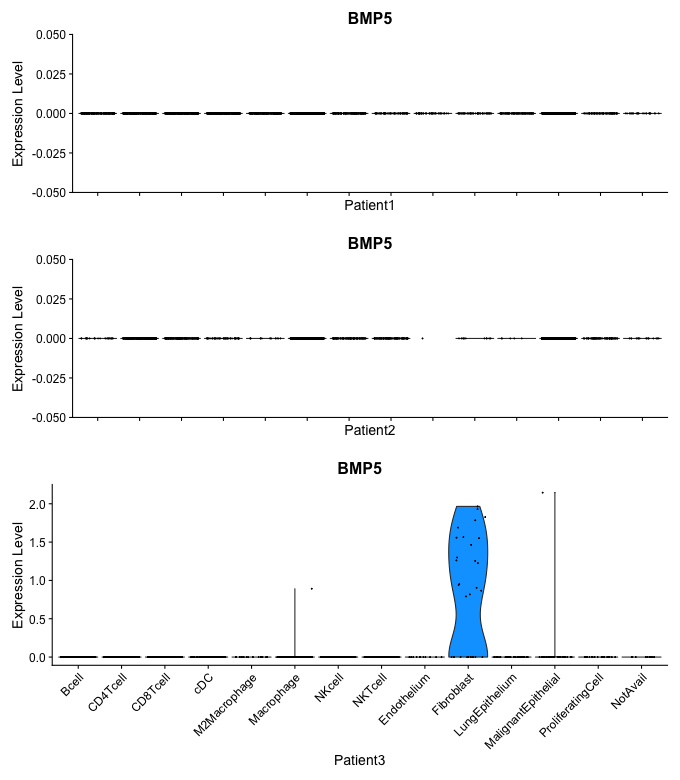 BMP5
Expression Level
0.050
0.025
0.000
-0.025
-0.050
Patient1
BMP5
Expression Level
0.050
0.025
0.000
-0.025
-0.050
Patient2
BMP5
Expression Level
2.0
1.5
1.0
0.5
0.0
Bcell
CD4Tcell
CD8Tcell
cDC
M2Macrophage
Macrophage
NKcell
NKTcell
Endothelium
Fibroblast
LungEpithelium
MalignantEpithelial
ProliferatingCell
NotAvail
Patient3